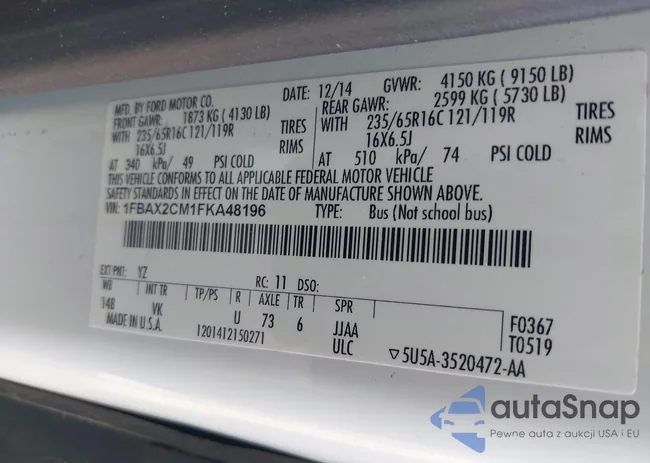 MFD. BY FORD MOTOR CO.
DATE: 12/14 GVWR: 4150 KG ( 9150 LB)
FRONT GAWR: 1873 KG ( 4130 LB)
REAR GAWR: 2599 KG ( 5730 LB)
WITH 235/65R16C 121/119R TIRES
16X6.5J RIMS
WITH 235/65R16C 121/119R TIRES
16X6.5J RIMS
AT 340 kPa/ 49 PSI COLD
AT 510 kPa/ 74 PSI COLD
THIS VEHICLE CONFORMS TO ALL APPLICABLE FEDERAL MOTOR VEHICLE
SAFETY STANDARDS IN EFFECT ON THE DATE OF MANUFACTURE SHOWN ABOVE.
VIN: 1FBAX2CM1FKA48196 TYPE: Bus (Not school bus)
EXT PNT: YZ RC: 11 DSO:
WB INT TR TP/PS R AXLE TR SPR
148 VK U 73 6 JJAA F0367
MADE IN U.S.A. 1201412150271 ULC T0519
▽5U5A-3520472-AA
autaSnap
Pewne auta z aukcji USA i EU